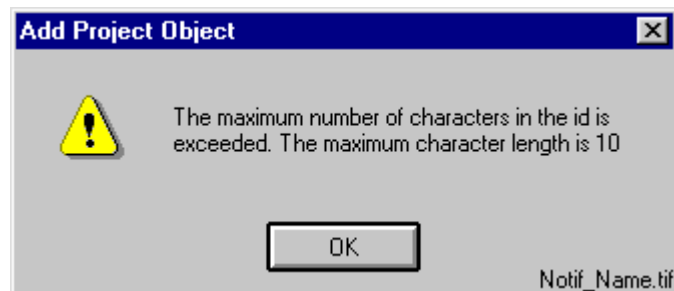 Add Project Object
The maximum number of characters in the id is
exceeded. The maximum character length is 10
OK
Notif_Name.tif